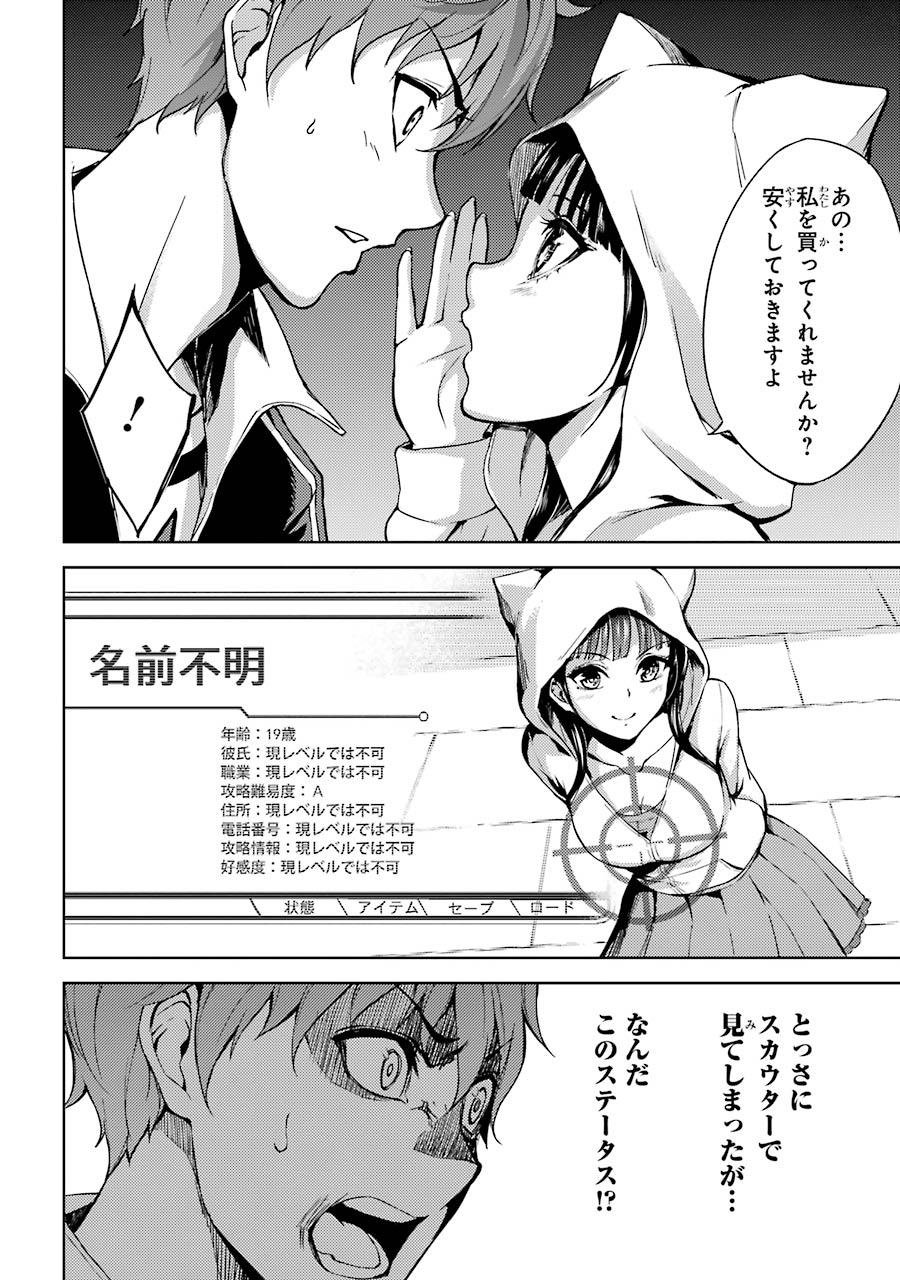 あの…
私を買ってくれませんか?
安くしておきますよ
!
名前不明
年齢：19歳
彼氏：現レベルでは不可
職業：現レベルでは不可
攻略難易度：A
住所：現レベルでは不可
電話番号：現レベルでは不可
攻略情報：現レベルでは不可
好感度：現レベルでは不可
状態 \ アイテム \ セーブ \ ロード
とっさに
スカウターで
見てしまったが…
なんだ
このステータス!?